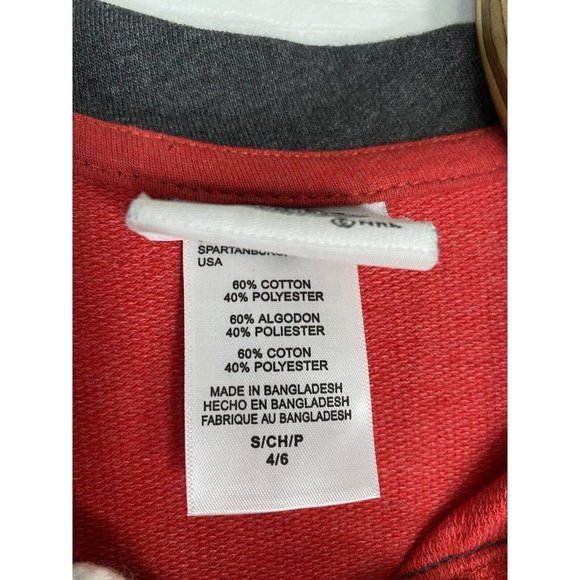 SPARTANBURG,
USA
60% COTTON
40% POLYESTER
60% ALGODON
40% POLIESTER
60% COTON
40% POLYESTER
MADE IN BANGLADESH
HECHO EN BANGLADESH
FABRIQUE AU BANGLADESH
S/CH/P
4/6